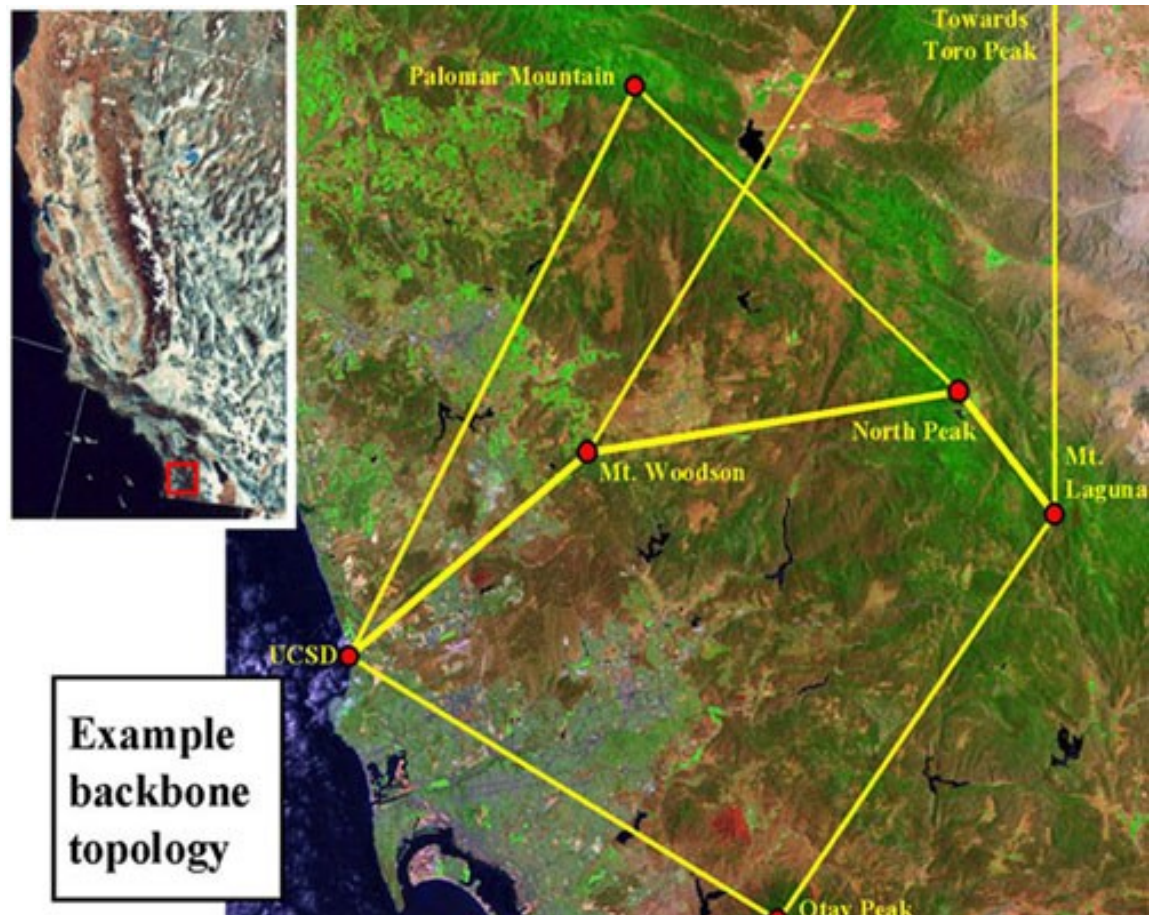 Towards
Toro Peak
Palomar Mountain
North Peak
Mt. Woodson
Mt.
Laguna
UCSD
Example
backbone
topology
Otay Peak